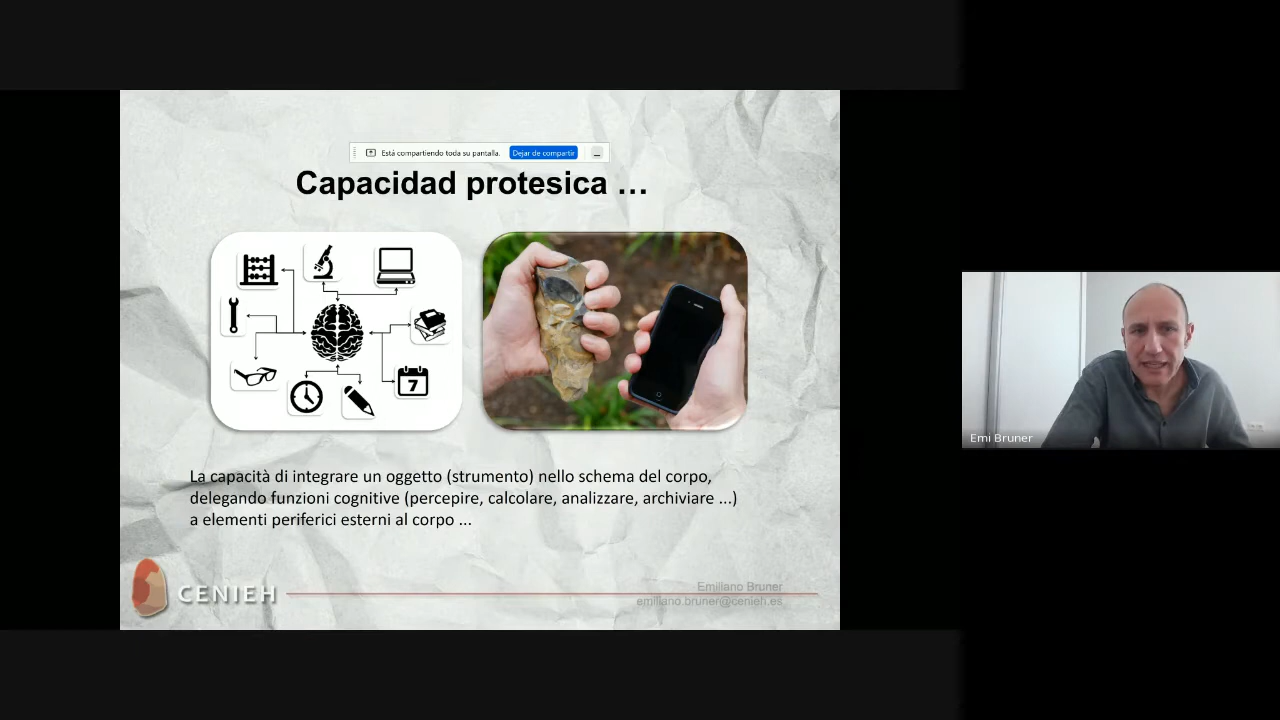 Está compartiendo toda su pantalla. Dejar de compartir
Capacidad protesica ...
7
La capacità di integrare un oggetto (strumento) nello schema del corpo,
delegando funzioni cognitive (percepire, calcolare, analizzare, archiviare ...)
a elementi periferici esterni al corpo ...
CENIEH
Emiliano Bruner
emiliano.bruner@cenieh.es
Emi Bruner